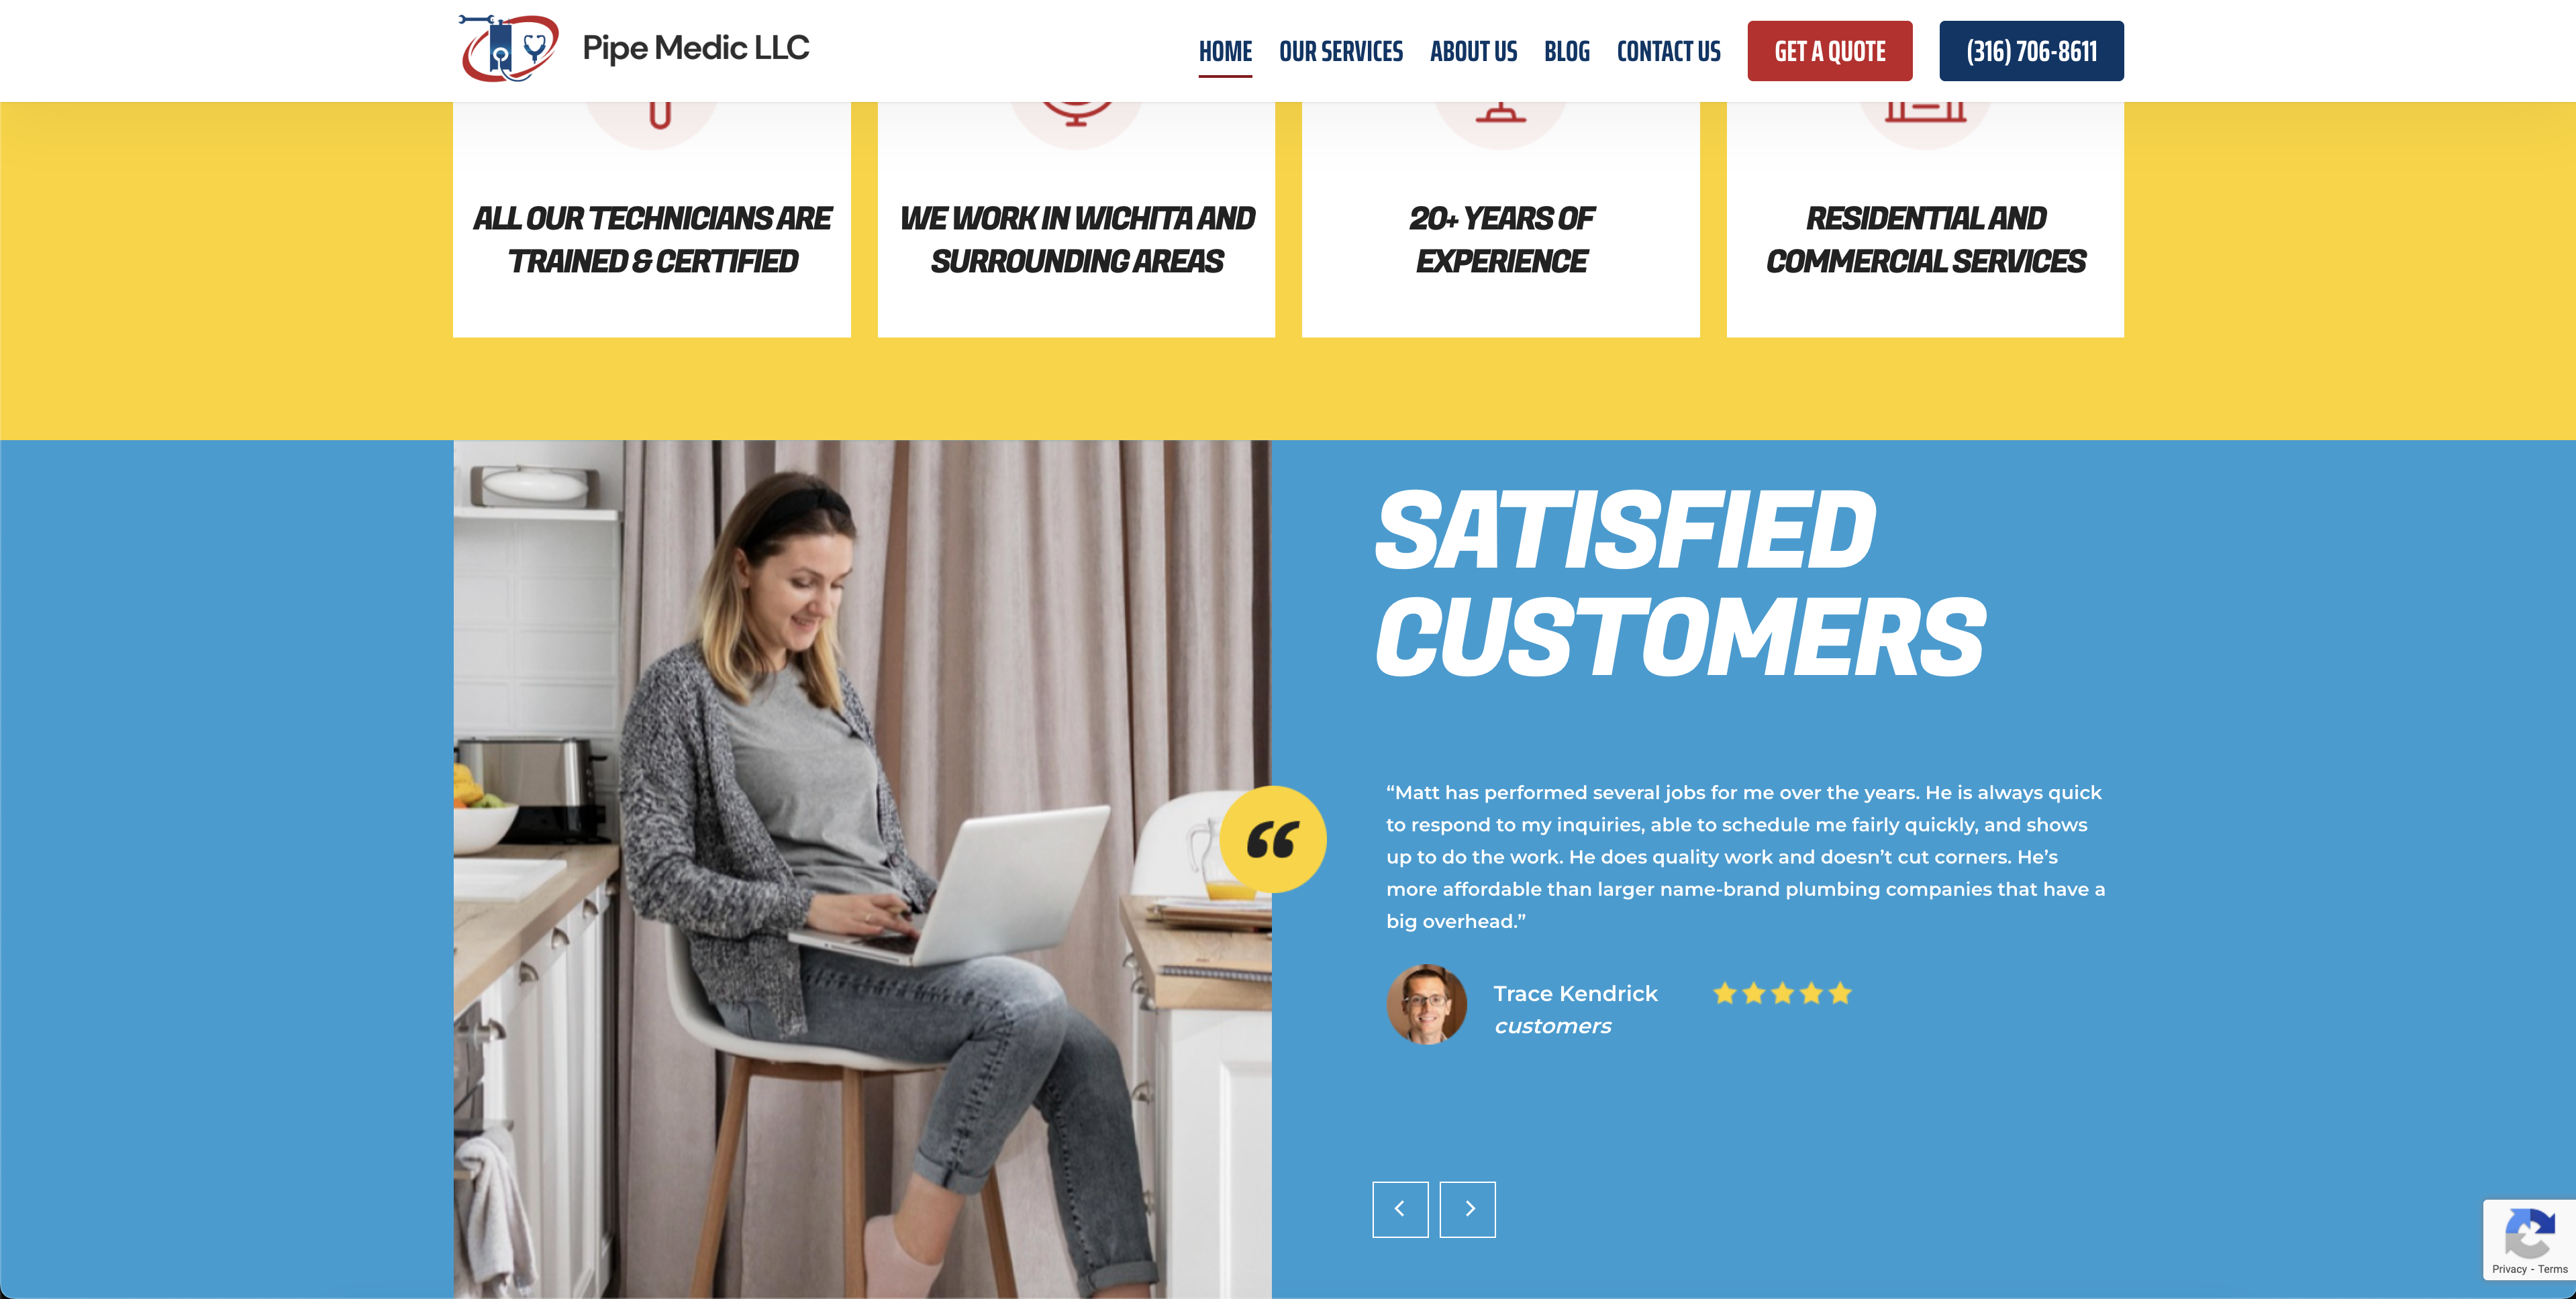 Pipe Medic LLC
HOME OUR SERVICES ABOUT US BLOG CONTACT US GET A QUOTE (316) 706-8611
ALL OUR TECHNICIANS ARE
TRAINED & CERTIFIED
WE WORK IN WICHITA AND
SURROUNDING AREAS
20+ YEARS OF
EXPERIENCE
RESIDENTIAL AND
COMMERCIAL SERVICES
SATISFIED
CUSTOMERS
“Matt has performed several jobs for me over the years. He is always quick
to respond to my inquiries, able to schedule me fairly quickly, and shows
up to do the work. He does quality work and doesn’t cut corners. He’s
more affordable than larger name-brand plumbing companies that have a
big overhead.”
Trace Kendrick
customers
Privacy - Terms